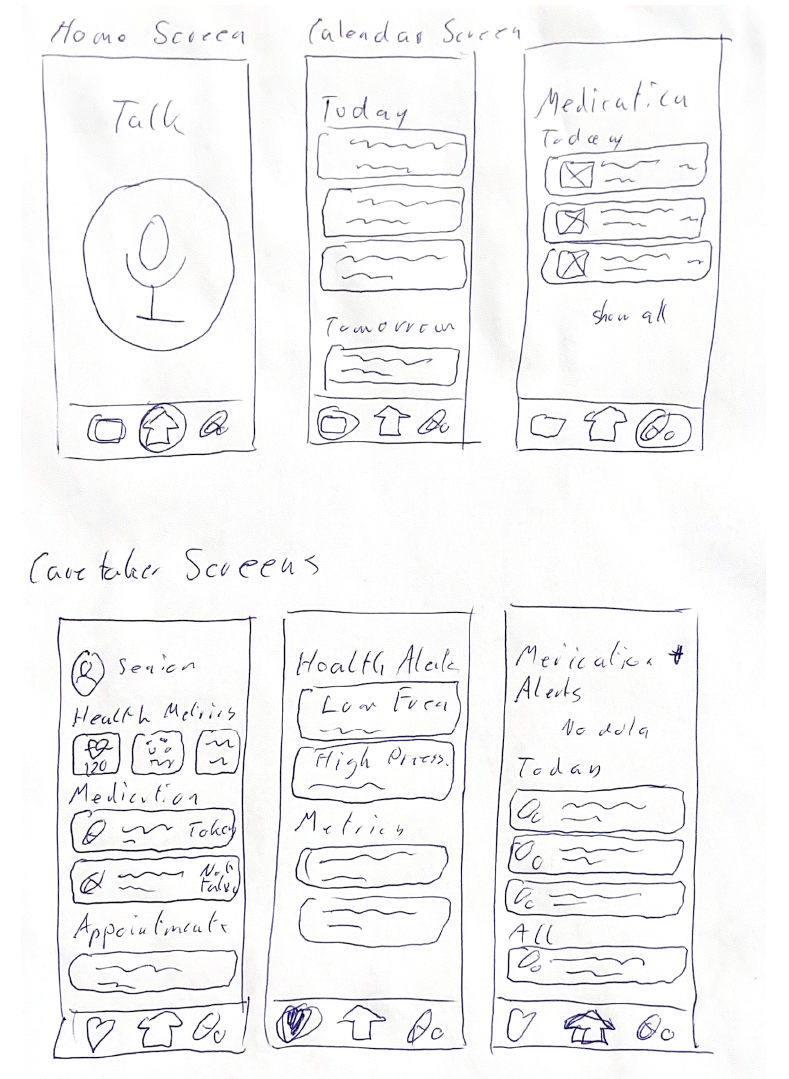 Home Screen
Calendar Screen
Talk
Today
Tomorrow
Medication
Today
show all
Caretaker Screens
Senior
Health Metrics
120
Medication
Taken
Not
taken
Appointments
Health Alerts
Low Frea
High Press.
Metrics
Medication +
Alerts
No data
Today
All